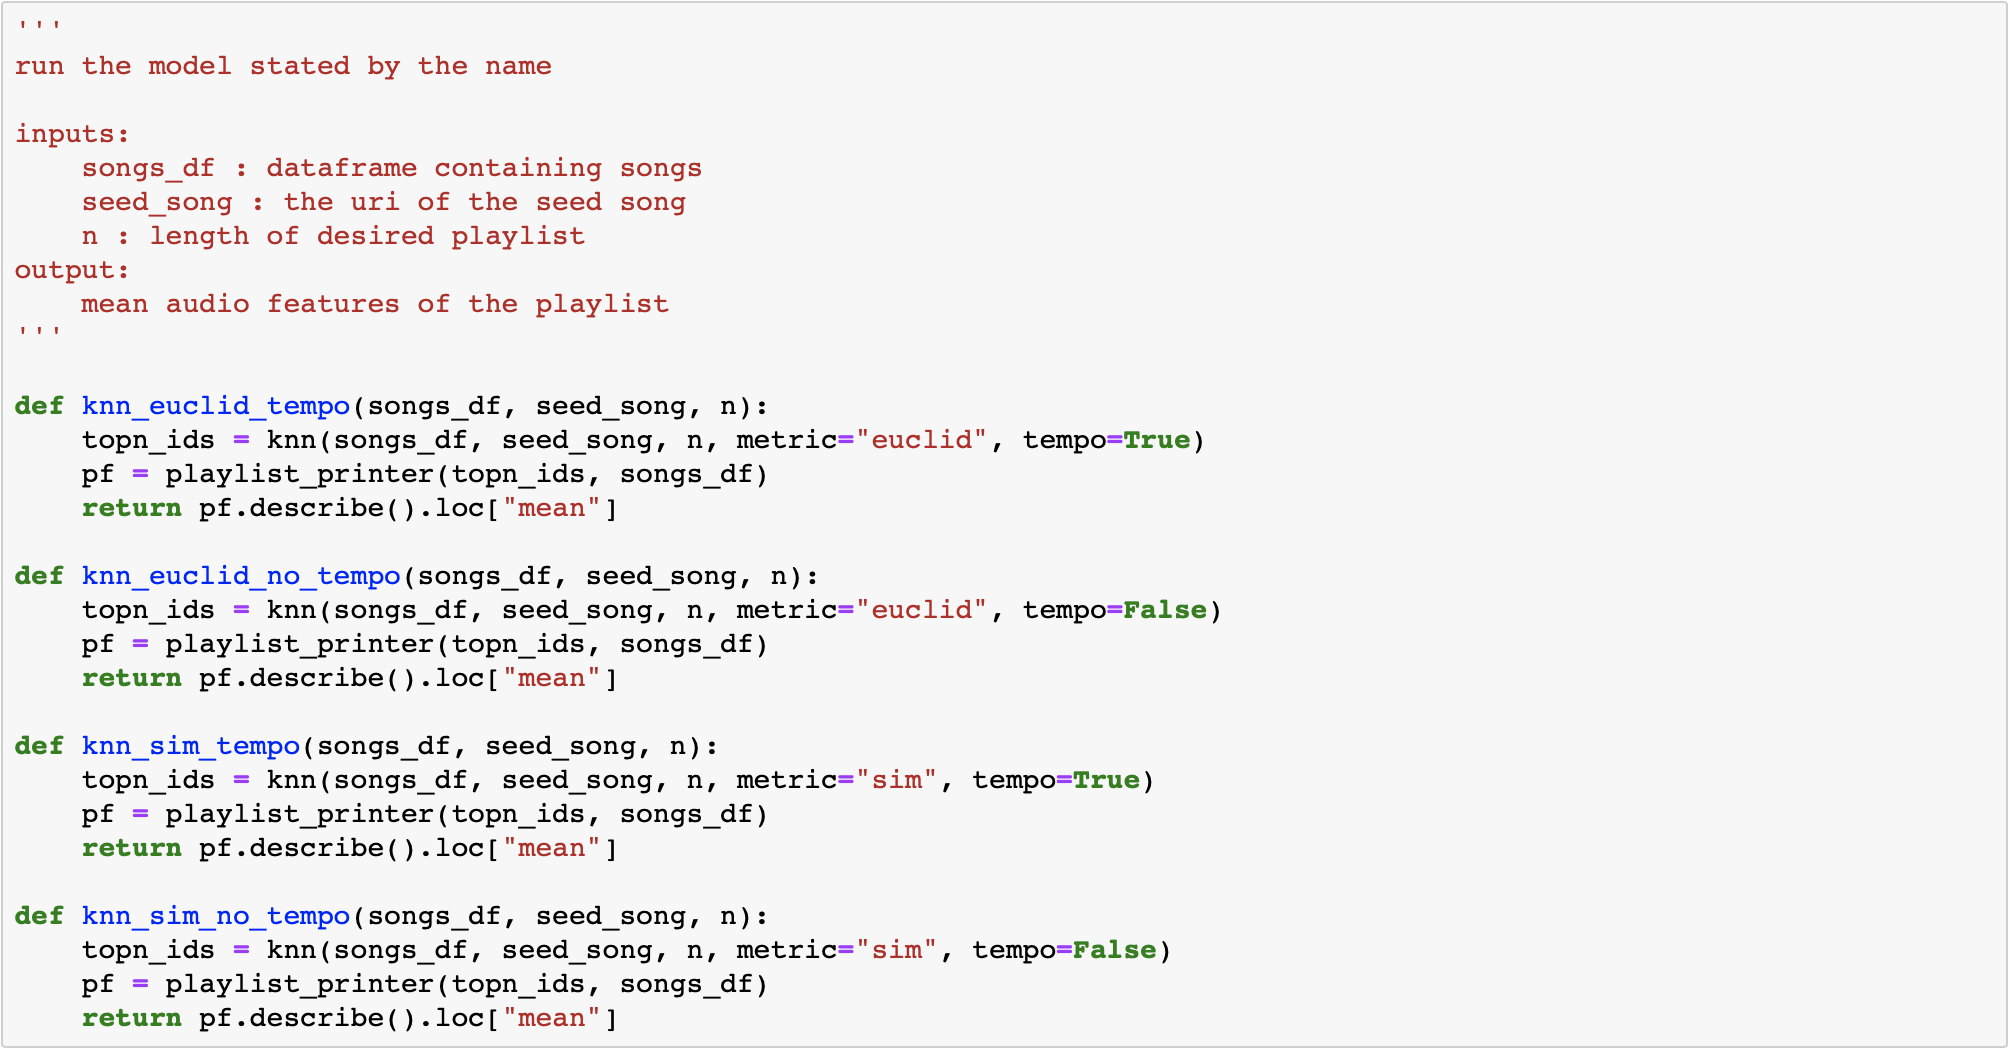 '''
run the model stated by the name

inputs:
    songs_df : dataframe containing songs
    seed_song : the uri of the seed song
    n : length of desired playlist
output:
    mean audio features of the playlist
'''

def knn_euclid_tempo(songs_df, seed_song, n):
    topn_ids = knn(songs_df, seed_song, n, metric="euclid", tempo=True)
    pf = playlist_printer(topn_ids, songs_df)
    return pf.describe().loc["mean"]

def knn_euclid_no_tempo(songs_df, seed_song, n):
    topn_ids = knn(songs_df, seed_song, n, metric="euclid", tempo=False)
    pf = playlist_printer(topn_ids, songs_df)
    return pf.describe().loc["mean"]

def knn_sim_tempo(songs_df, seed_song, n):
    topn_ids = knn(songs_df, seed_song, n, metric="sim", tempo=True)
    pf = playlist_printer(topn_ids, songs_df)
    return pf.describe().loc["mean"]

def knn_sim_no_tempo(songs_df, seed_song, n):
    topn_ids = knn(songs_df, seed_song, n, metric="sim", tempo=False)
    pf = playlist_printer(topn_ids, songs_df)
    return pf.describe().loc["mean"]